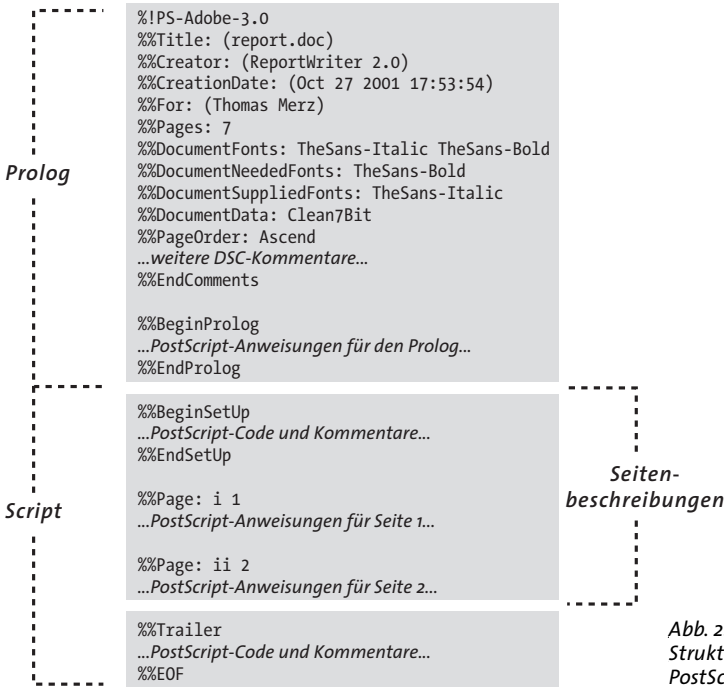 %!PS-Adobe-3.0
%%Title: (report.doc)
%%Creator: (ReportWriter 2.0)
%%CreationDate: (Oct 27 2001 17:53:54)
%%For: (Thomas Merz)
%%Pages: 7
%%DocumentFonts: TheSans-Italic TheSans-Bold
%%DocumentNeededFonts: TheSans-Bold
%%DocumentSuppliedFonts: TheSans-Italic
%%DocumentData: Clean7Bit
%%PageOrder: Ascend
...weitere DSC-Kommentare...
%%EndComments
%%BeginProlog
...PostScript-Anweisungen für den Prolog...
%%EndProlog
Prolog
%%BeginSetUp
...PostScript-Code und Kommentare...
%%EndSetUp
%%Page: i 1
...PostScript-Anweisungen für Seite 1...
%%Page: ii 2
...PostScript-Anweisungen für Seite 2...
Seiten-
beschreibungen
Script
%%Trailer
...PostScript-Code und Kommentare...
%%EOF
Abb. 2
Strukt
PostSc